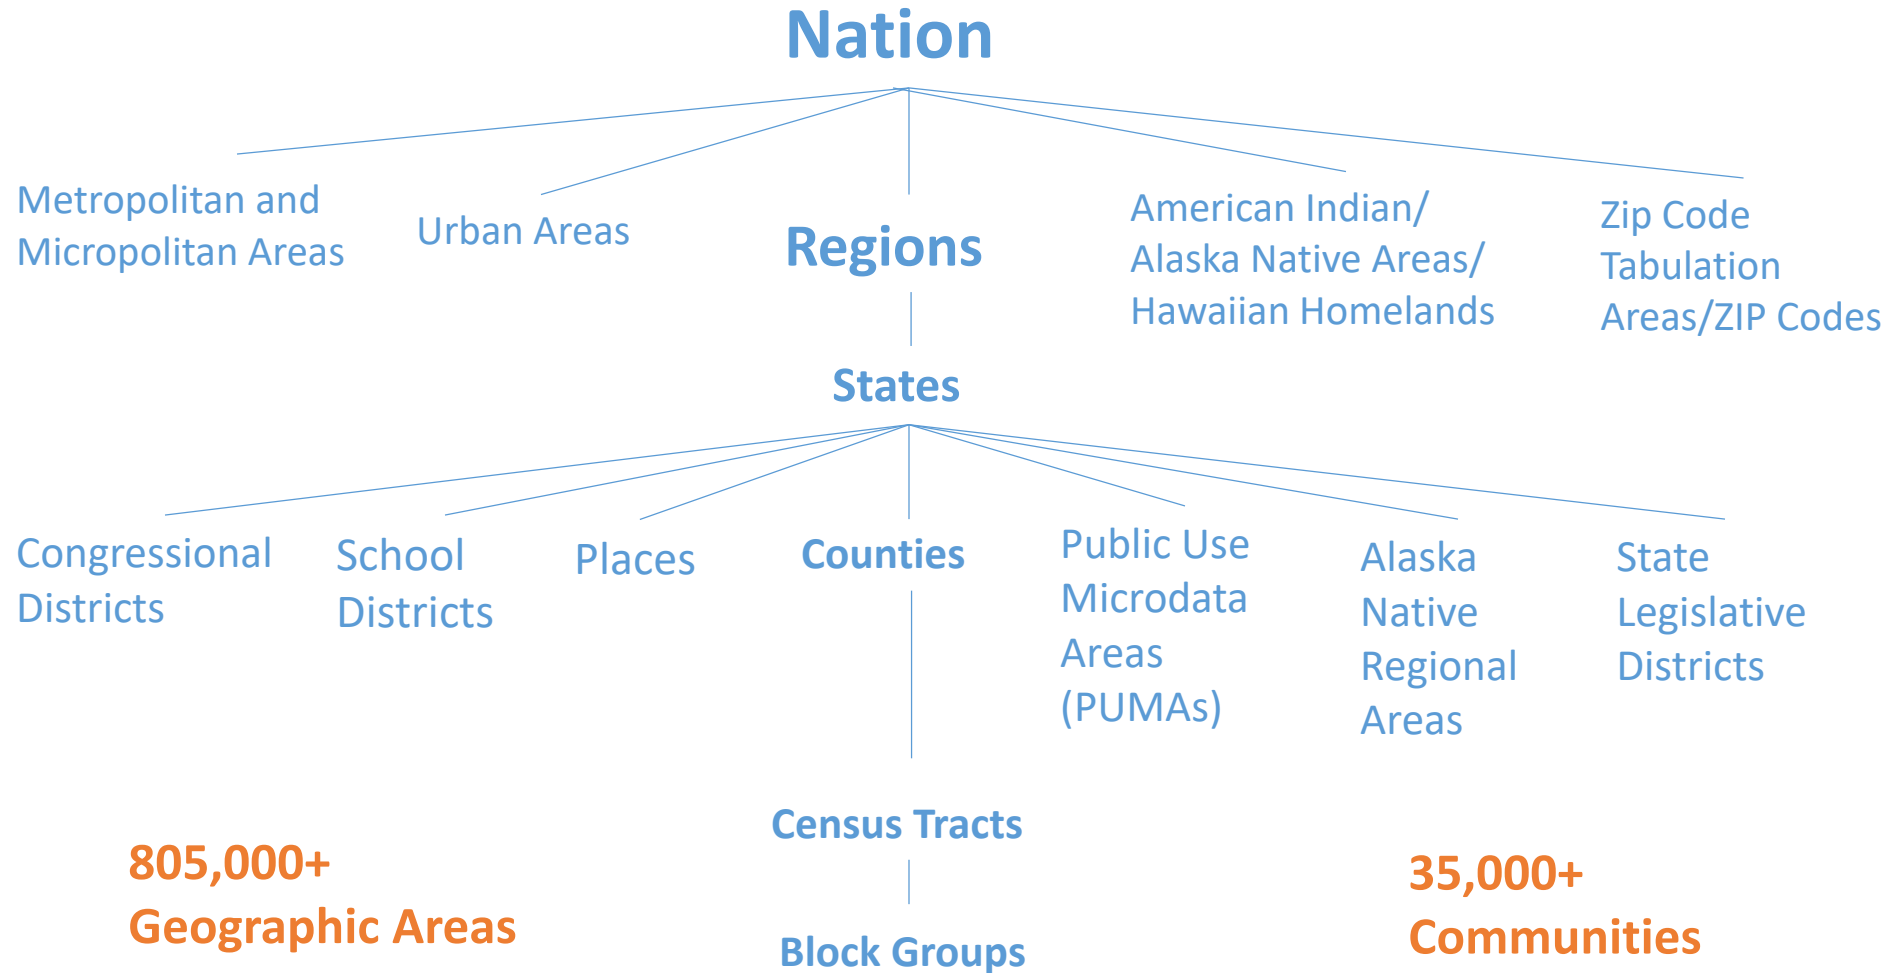 Nation
Metropolitan and
Micropolitan Areas
Urban Areas
Regions
American Indian/
Alaska Native Areas/
Hawaiian Homelands
Zip Code
Tabulation
Areas/ZIP Codes
States
Congressional
Districts
School
Districts
Places
Counties
Public Use
Microdata
Areas
(PUMAs)
Alaska
Native
Regional
Areas
State
Legislative
Districts
Census Tracts
805,000+
Geographic Areas
35,000+
Communities
Block Groups